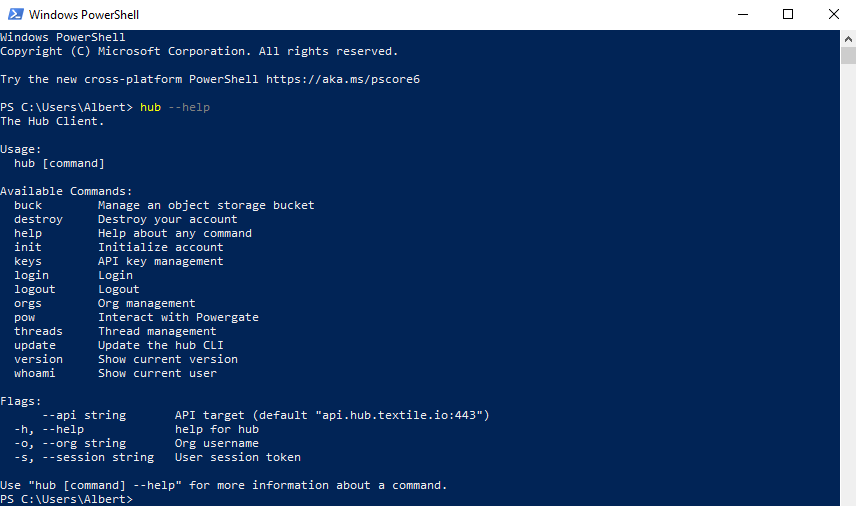 Windows PowerShell
Windows PowerShell
Copyright (C) Microsoft Corporation. All rights reserved.
Try the new cross-platform PowerShell https://aka.ms/pscore6
PS C:\Users\Albert> hub --help
The Hub Client.
Usage:
  hub [command]
Available Commands:
  buck        Manage an object storage bucket
  destroy     Destroy your account
  help        Help about any command
  init        Initialize account
  keys        API key management
  login       Login
  logout      Logout
  orgs        Org management
  pow         Interact with Powergate
  threads     Thread management
  update      Update the hub CLI
  version     Show current version
  whoami      Show current user
Flags:
      --api string       API target (default "api.hub.textile.io:443")
  -h, --help             help for hub
  -o, --org string       Org username
  -s, --session string   User session token
Use "hub [command] --help" for more information about a command.
PS C:\Users\Albert>